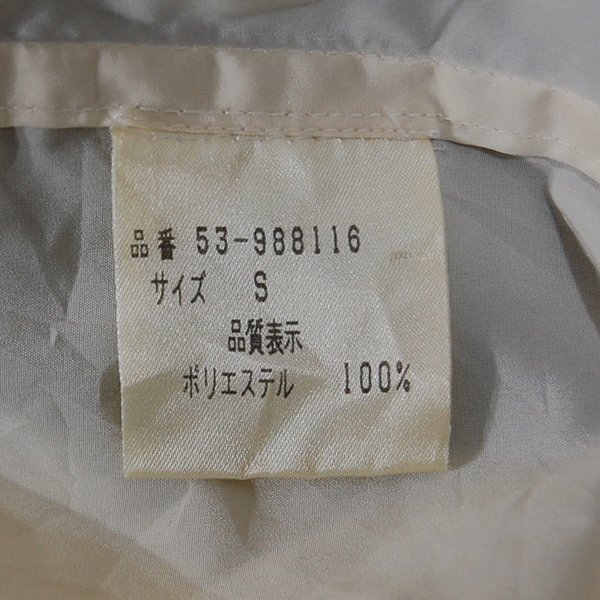 品番 53-988116
サイズ S
品質表示
ポリエステル 100%